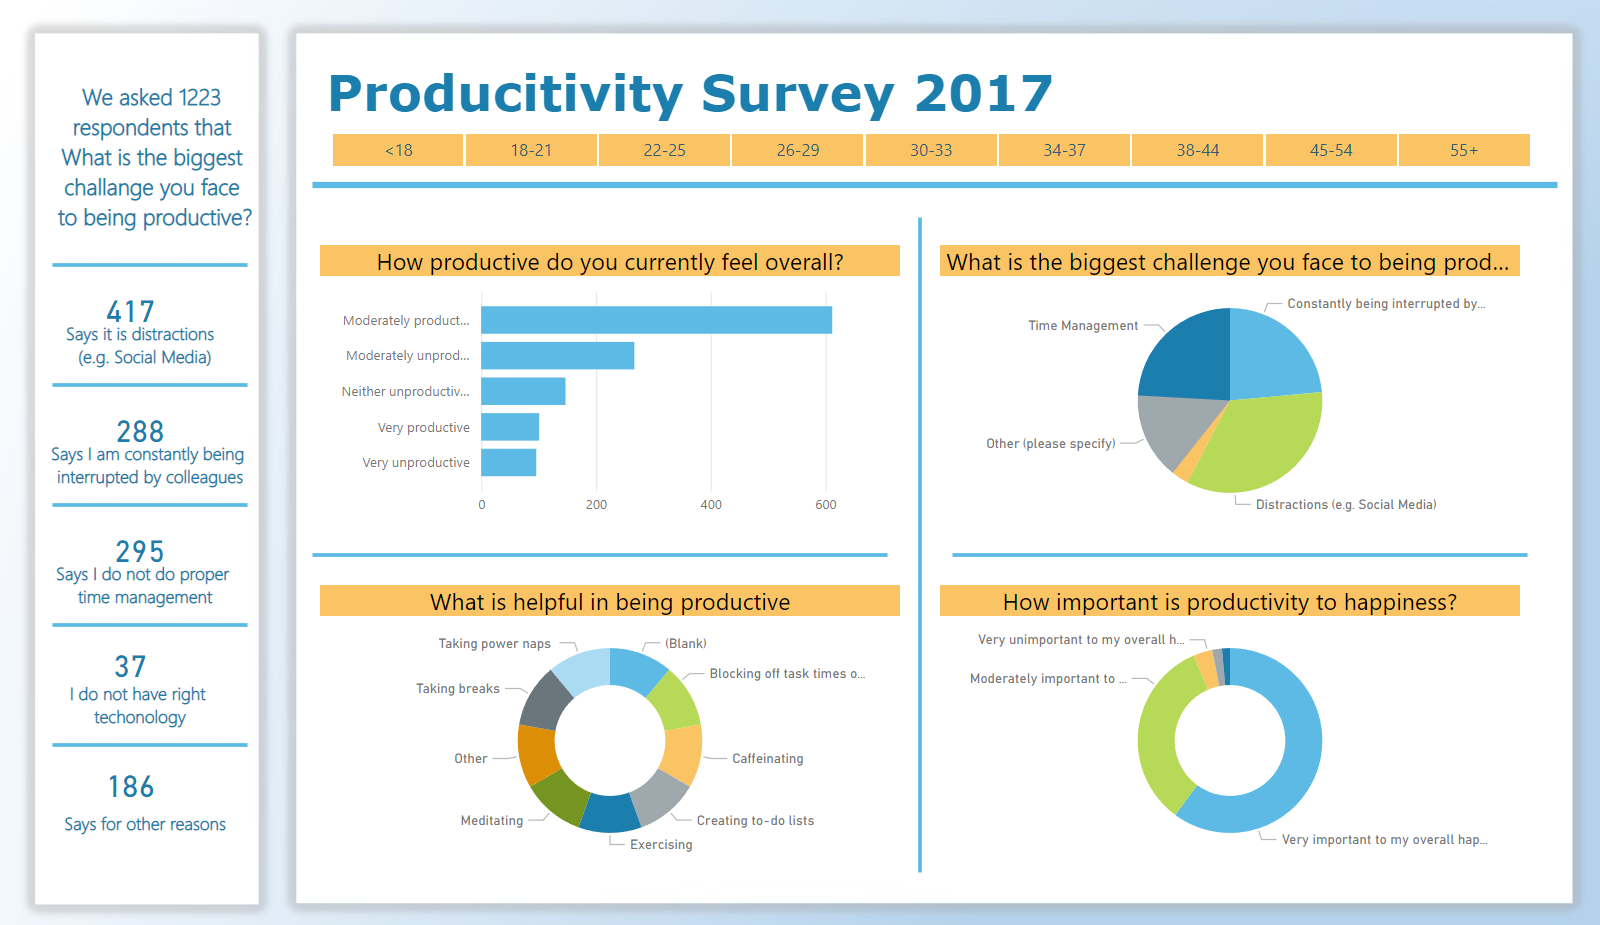 We asked 1223
respondents that
What is the biggest
challange you face
to being productive?
417
Says it is distractions
(e.g. Social Media)
288
Says I am constantly being
interrupted by colleagues
295
Says I do not do proper
time management
37
I do not have right
techonology
186
Says for other reasons
Producitivity Survey 2017
<18 18-21 22-25 26-29 30-33 34-37 38-44 45-54 55+
How productive do you currently feel overall?
Moderately product...
Moderately unprod...
Neither unproductiv...
Very productive
Very unproductive
0 200 400 600
What is the biggest challenge you face to being prod...
Constantly being interrupted by...
Time Management
Other (please specify)
Distractions (e.g. Social Media)
What is helpful in being productive
Taking power naps
(Blank)
Blocking off task times o...
Taking breaks
Other
Caffeinating
Meditating
Creating to-do lists
Exercising
How important is productivity to happiness?
Very unimportant to my overall h...
Moderately important to ...
Very important to my overall hap...